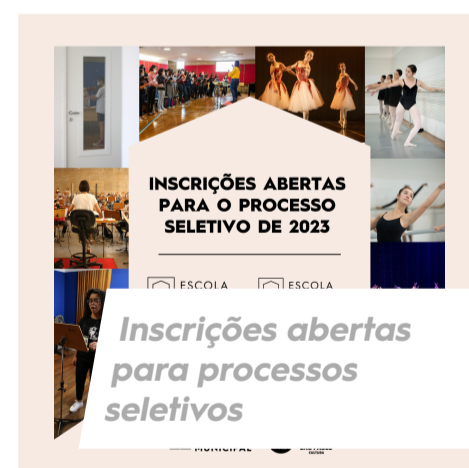 INSCRIÇÕES ABERTAS
PARA O PROCESSO
SELETIVO DE 2023
ESCOLA ESCOLA
Inscrições abertas
para processos
seletivos
MUNICIPAL